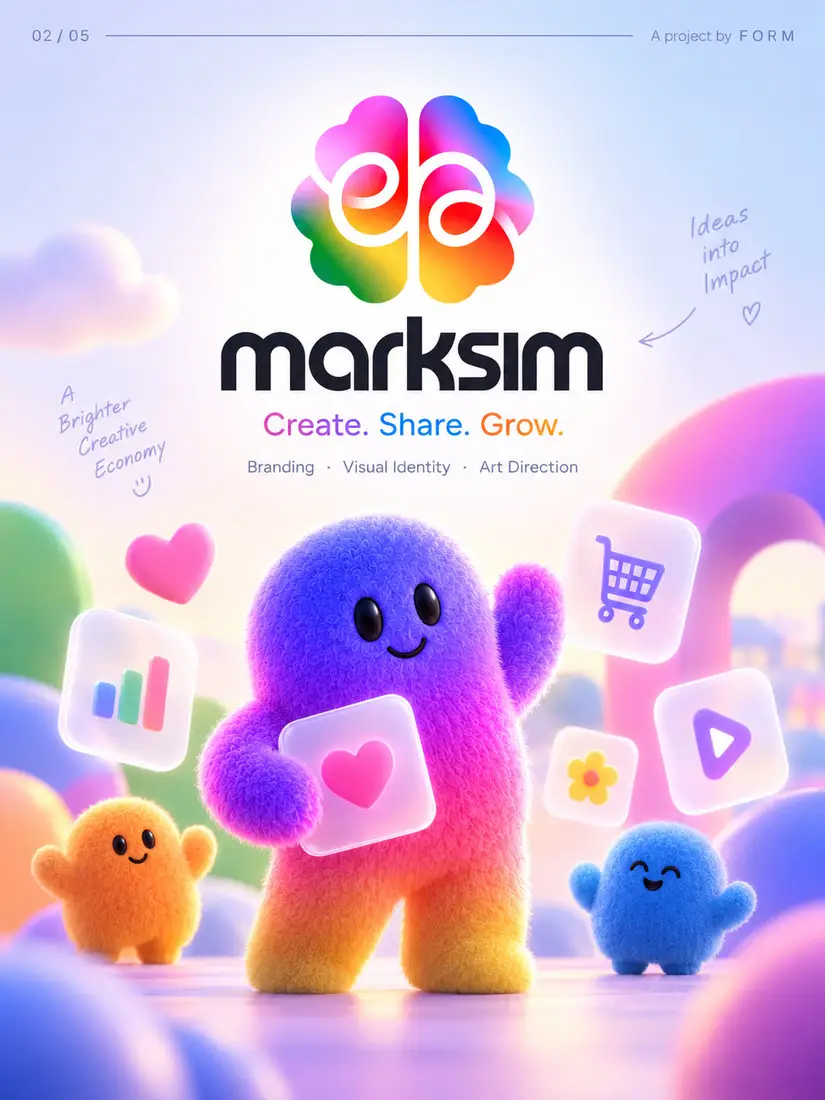 02 / 05
A project by FORM
marksim
Create. Share. Grow.
Branding · Visual Identity · Art Direction
Ideas
into
Impact
A
Brighter
Creative
Economy